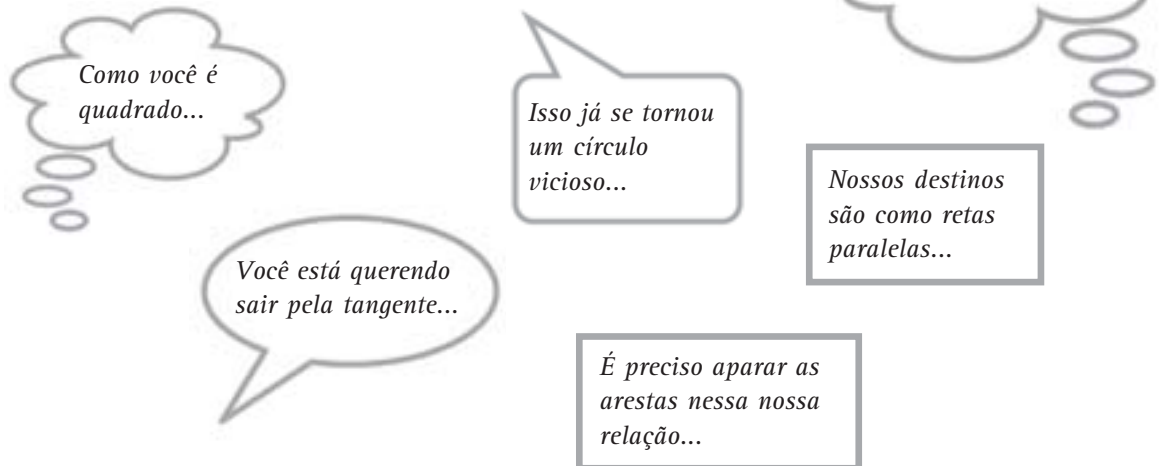 Como você é
quadrado...
Isso já se tornou
um círculo
vicioso...
Nossos destinos
são como retas
paralelas...
Você está querendo
sair pela tangente...
É preciso aparar as
arestas nessa nossa
relação...